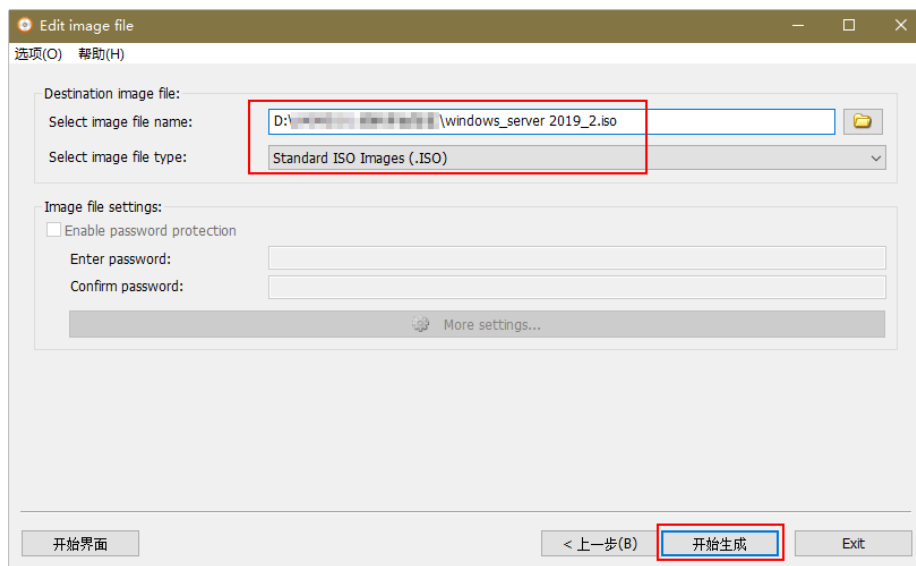 Edit image file
选项(O) 帮助(H)
Destination image file:
Select image file name: D:\ \windows_server 2019_2.iso
Select image file type: Standard ISO Images (.ISO)
Image file settings:
Enable password protection
Enter password:
Confirm password:
More settings...
开始界面 < 上一步(B) 开始生成 Exit